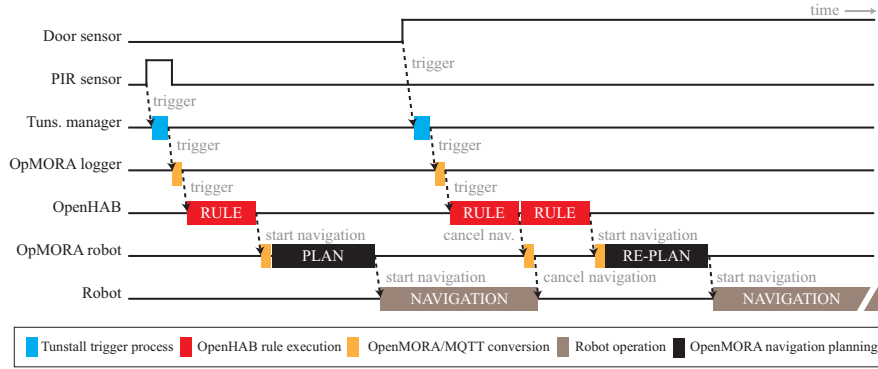 time
Door sensor
trigger
PIR sensor
trigger
Tuns. manager
trigger trigger
OpMORA logger
trigger trigger
OpenHAB RULE RULE RULE
start navigation cancel nav. start navigation
OpMORA robot PLAN RE-PLAN
start navigation cancel navigation start navigation
Robot NAVIGATION NAVIGATION
Tunstall trigger process OpenHAB rule execution OpenMORA/MQTT conversion Robot operation OpenMORA navigation planning